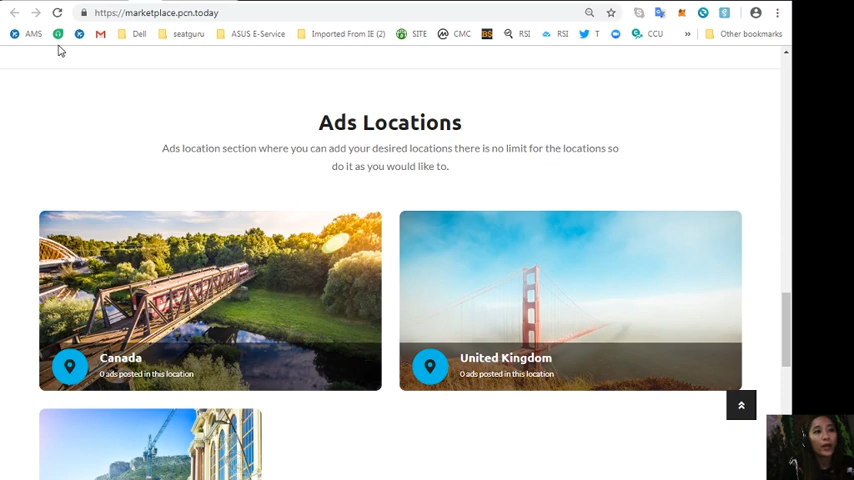 https://marketplace.pcn.today
AMS
Dell
seatguru
ASUS E-Service
Imported From IE (2)
SITE
CMC
RSI
RSI
T
CCU
»
Other bookmarks
Ads Locations
Ads location section where you can add your desired locations there is no limit for the locations so
do it as you would like to.
Canada
0 ads posted in this location
United Kingdom
0 ads posted in this location